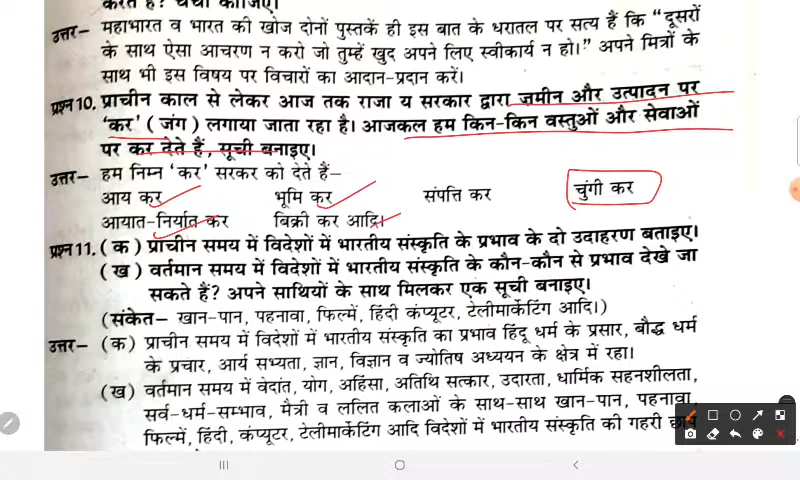 करते हैं? चर्चा कीजिए।
उत्तर– महाभारत व भारत की खोज दोनों पुस्तकें ही इस बात के धरातल पर सत्य हैं कि “दूसरों
के साथ ऐसा आचरण न करो जो तुम्हें खुद अपने लिए स्वीकार्य न हो।” अपने मित्रों के
साथ भी इस विषय पर विचारों का आदान-प्रदान करें।
प्रश्न 10. प्राचीन काल से लेकर आज तक राजा य सरकार द्वारा ज़मीन और उत्पादन पर
‘कर’ (जंग) लगाया जाता रहा है। आजकल हम किन-किन वस्तुओं और सेवाओं
पर कर देते हैं, सूची बनाइए।
उत्तर– हम निम्न ‘कर’ सरकर को देते हैं–
आय कर भूमि कर संपत्ति कर चुंगी कर
आयात-निर्यात कर बिक्री कर आदि।
प्रश्न 11. (क) प्राचीन समय में विदेशों में भारतीय संस्कृति के प्रभाव के दो उदाहरण बताइए।
(ख) वर्तमान समय में विदेशों में भारतीय संस्कृति के कौन-कौन से प्रभाव देखे जा
सकते हैं? अपने साथियों के साथ मिलकर एक सूची बनाइए।
(संकेत– खान-पान, पहनावा, फिल्में, हिंदी कंप्यूटर, टेलीमार्केटिंग आदि।)
उत्तर– (क) प्राचीन समय में विदेशों में भारतीय संस्कृति का प्रभाव हिंदू धर्म के प्रसार, बौद्ध धर्म
के प्रचार, आर्य सभ्यता, ज्ञान, विज्ञान व ज्योतिष अध्ययन के क्षेत्र में रहा।
(ख) वर्तमान समय में वेदांत, योग, अहिंसा, अतिथि सत्कार, उदारता, धार्मिक सहनशीलता,
सर्व-धर्म-सम्भाव, मैत्री व ललित कलाओं के साथ-साथ खान-पान, पहनावा,
फिल्में, हिंदी, कंप्यूटर, टेलीमार्केटिंग आदि विदेशों में भारतीय संस्कृति की गहरी छाप